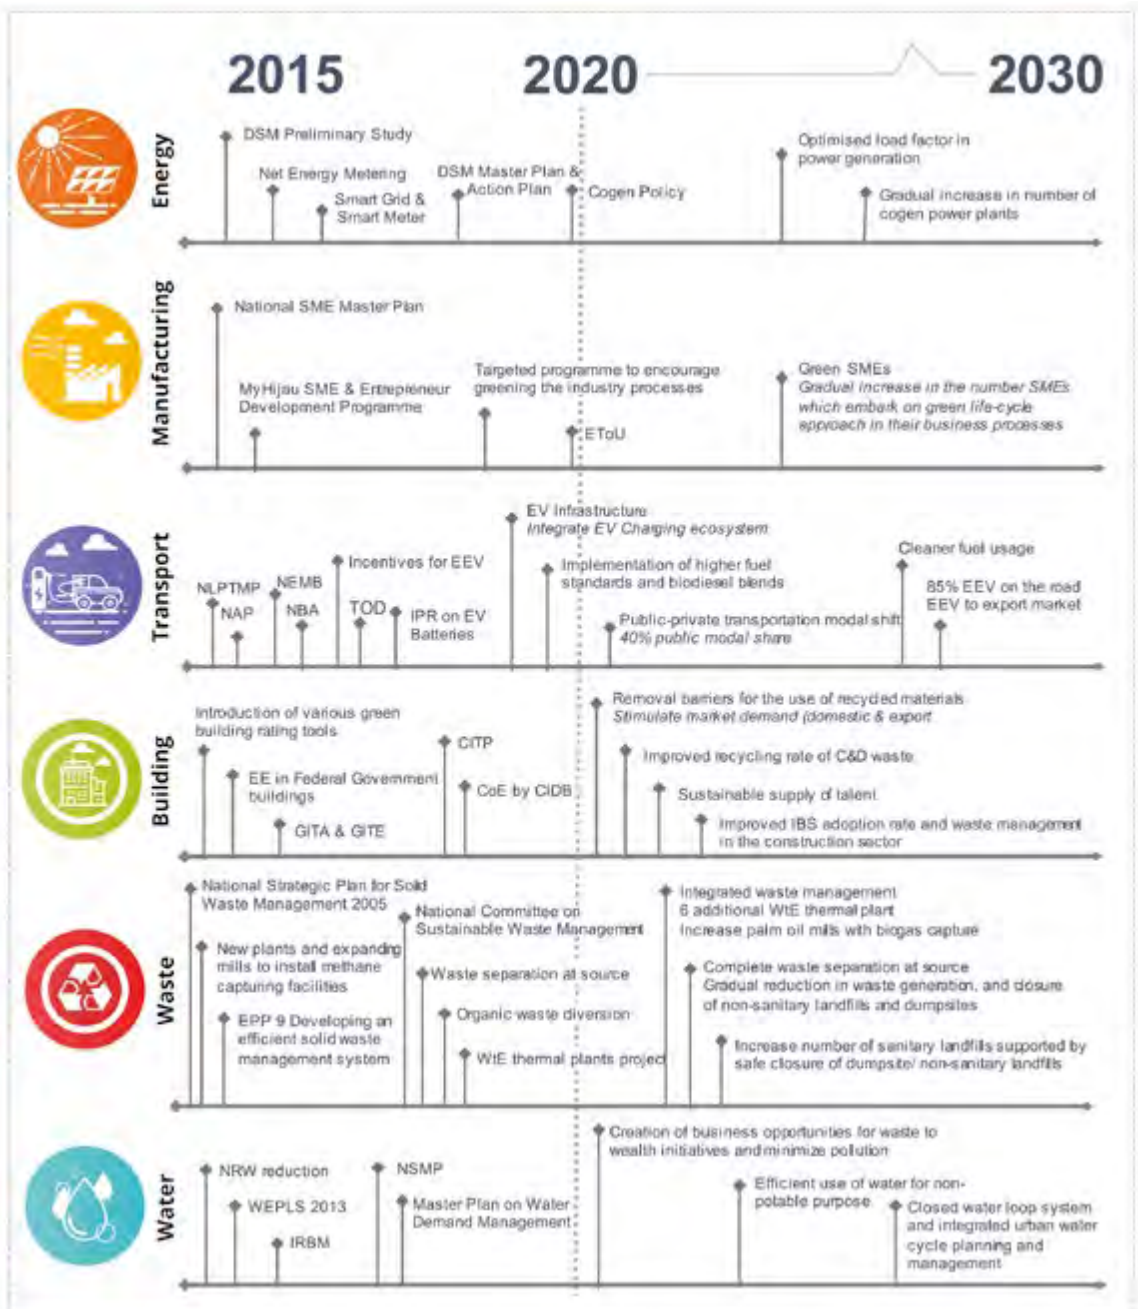 2015
2020
2030
Energy
DSM Preliminary Study
Net Energy Metering
Smart Grid &
Smart Meter
DSM Master Plan &
Action Plan
Cogen Policy
Optimised load factor in
power generation
Gradual increase in number of
cogen power plants
Manufacturing
National SME Master Plan
MyHijau SME & Entrepreneur
Development Programme
Targeted programme to encourage
greening the industry processes
EToU
Green SMEs
Gradual increase in the number SMEs
which embark on green life-cycle
approach in their business processes
Transport
NLPTMP
NAP
NEMB
NBA
Incentives for EEV
TOD
IPR on EV
Batteries
EV Infrastructure
Integrate EV Charging ecosystem
Implementation of higher fuel
standards and biodiesel blends
Public-private transportation modal shift
40% public modal share
Cleaner fuel usage
85% EEV on the road
EEV to export market
Building
Introduction of various green
building rating tools
EE in Federal Government
buildings
GITA & GITE
CITP
CoE by CIDB
Removal barriers for the use of recycled materials
Stimulate market demand (domestic & export
Improved recycling rate of C&D waste
Sustainable supply of talent
Improved IBS adoption rate and waste management
in the construction sector
Waste
National Strategic Plan for Solid
Waste Management 2005
New plants and expanding
mills to install methane
capturing facilities
EPP 9 Developing an
efficient solid waste
management system
National Committee on
Sustainable Waste Management
Waste separation at source
Organic waste diversion
WtE thermal plants project
Integrated waste management
6 additional WtE thermal plant
Increase palm oil mills with biogas capture
Complete waste separation at source
Gradual reduction in waste generation, and closure
of non-sanitary landfills and dumpsites
Increase number of sanitary landfills supported by
safe closure of dumpsite/ non-sanitary landfills
Water
NRW reduction
WEPLS 2013
IRBM
NSMP
Master Plan on Water
Demand Management
Creation of business opportunities for waste to
wealth initiatives and minimize pollution
Efficient use of water for non-
potable purpose
Closed water loop system
and integrated urban water
cycle planning and
management